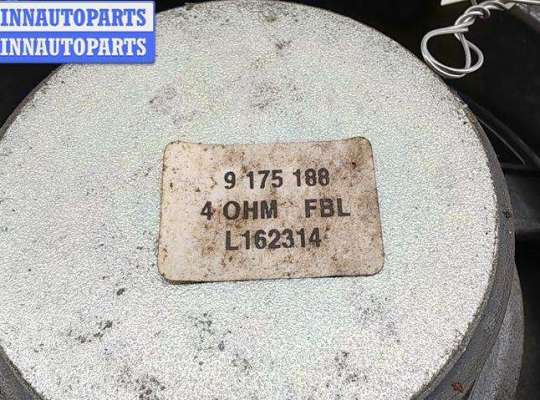 INNAUTOPARTS
INNAUTOPARTS
9 175 188
4 OHM FBL
L162314